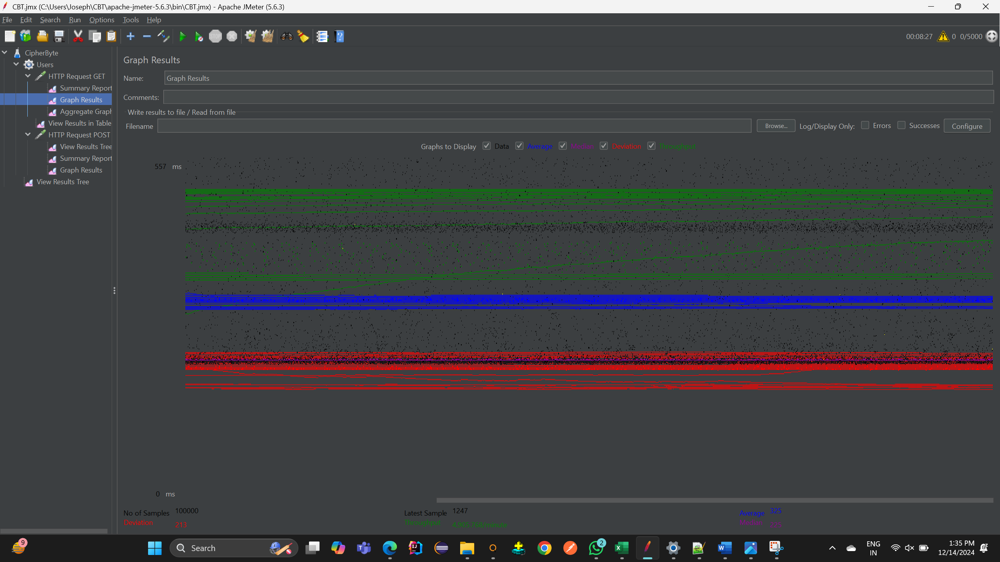 CBT.jmx (C:\Users\Joseph\CBT\apache-jmeter-5.6.3\bin\CBT.jmx) - Apache JMeter (5.6.3)
File Edit Search Run Options Tools Help
STOP
00:08:27 0 0/5000
CipherByte
Users
HTTP Request GET
Summary Report
Graph Results
Aggregate Graph
View Results in Table
HTTP Request POST
View Results Tree
Summary Report
Graph Results
View Results Tree
Graph Results
Name: Graph Results
Comments:
Write results to file / Read from file
Filename Browse... Log/Display Only: Errors Successes Configure
Graphs to Display Data Average Median Deviation Throughput
557 ms
0 ms
No of Samples 100000 Latest Sample 1247 Average 325
Deviation 213 Throughput 4,905.768/minute Median 225
9
Search
2
ENG
IN
1:35 PM
12/14/2024